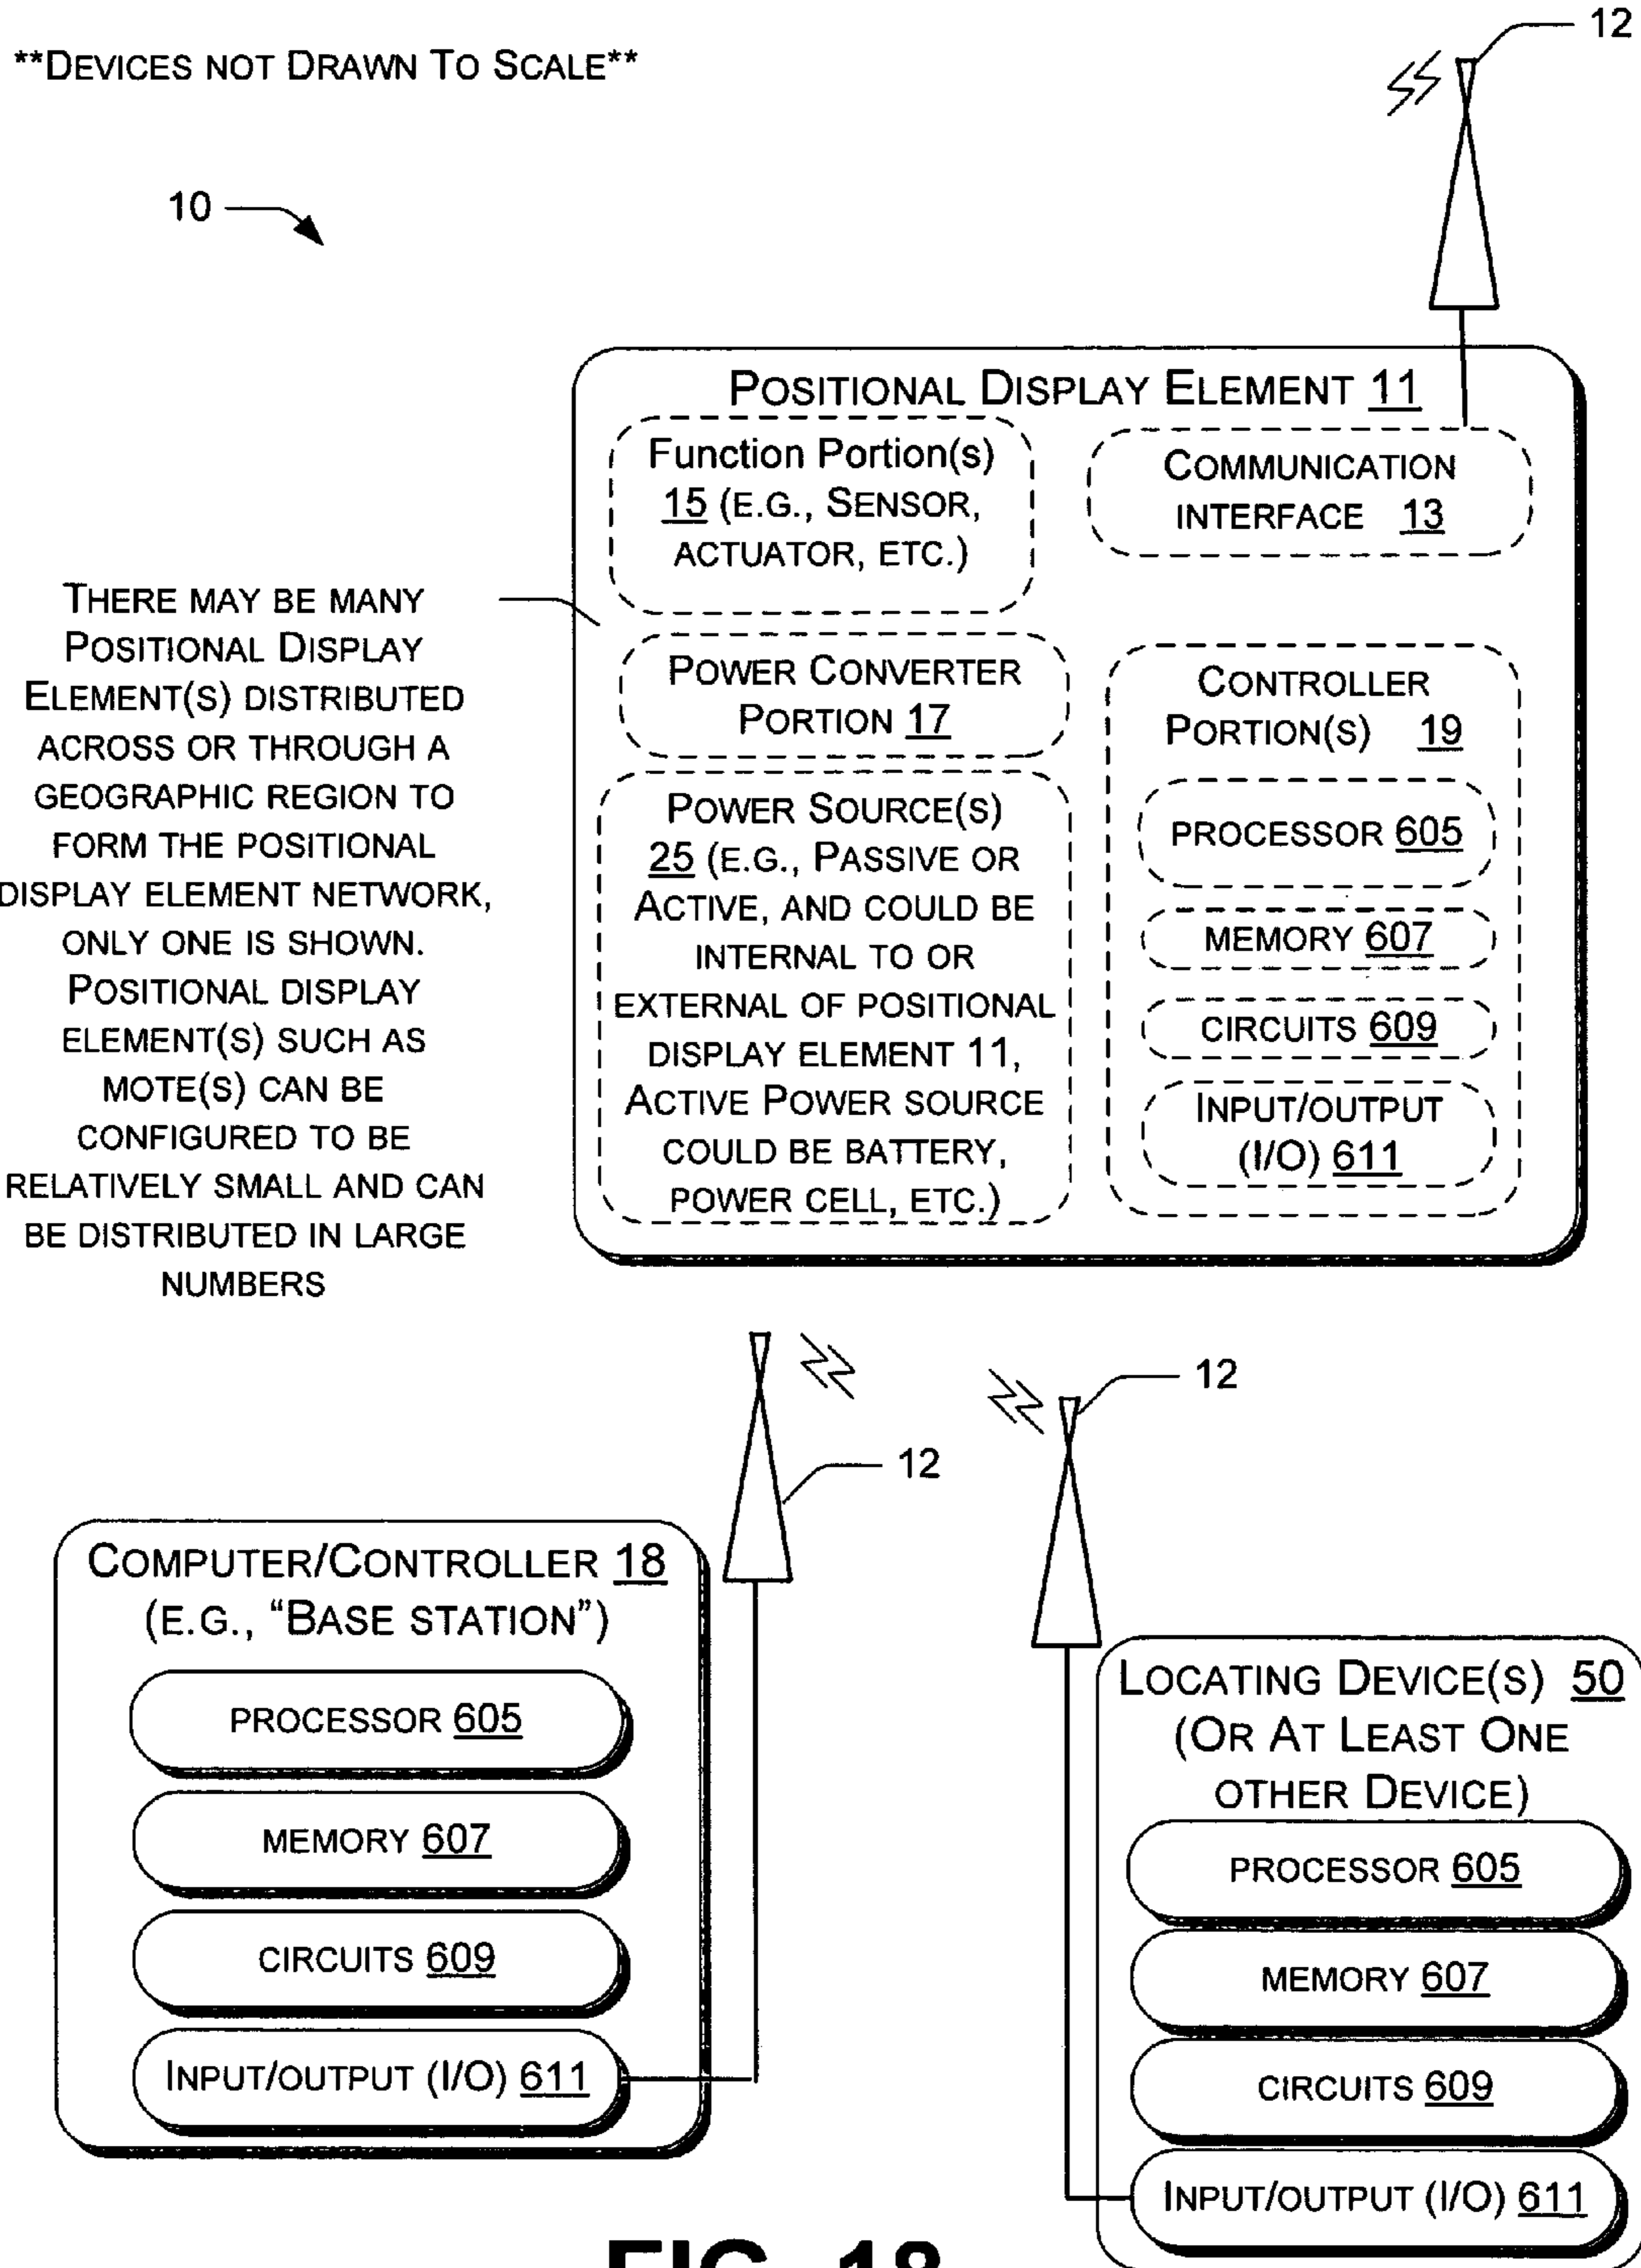 12
**DEVICES NOT DRAWN TO SCALE**
10
POSITIONAL DISPLAY ELEMENT 11
Function Portion(s)
15 (E.G., SENSOR,
ACTUATOR, ETC.)
COMMUNICATION
INTERFACE 13
THERE MAY BE MANY
POSITIONAL DISPLAY
ELEMENT(S) DISTRIBUTED
ACROSS OR THROUGH A
GEOGRAPHIC REGION TO
FORM THE POSITIONAL
DISPLAY ELEMENT NETWORK,
ONLY ONE IS SHOWN.
POSITIONAL DISPLAY
ELEMENT(S) SUCH AS
MOTE(S) CAN BE
CONFIGURED TO BE
RELATIVELY SMALL AND CAN
BE DISTRIBUTED IN LARGE
NUMBERS
POWER CONVERTER
PORTION 17
POWER SOURCE(S)
25 (E.G., PASSIVE OR
ACTIVE, AND COULD BE
INTERNAL TO OR
EXTERNAL OF POSITIONAL
DISPLAY ELEMENT 11,
ACTIVE POWER SOURCE
COULD BE BATTERY,
POWER CELL, ETC.)
CONTROLLER
PORTION(S) 19
PROCESSOR 605
MEMORY 607
CIRCUITS 609
INPUT/OUTPUT
(I/O) 611
12
12
COMPUTER/CONTROLLER 18
(E.G., “BASE STATION”)
PROCESSOR 605
MEMORY 607
CIRCUITS 609
INPUT/OUTPUT (I/O) 611
LOCATING DEVICE(S) 50
(OR AT LEAST ONE
OTHER DEVICE)
PROCESSOR 605
MEMORY 607
CIRCUITS 609
INPUT/OUTPUT (I/O) 611
FIG. 18